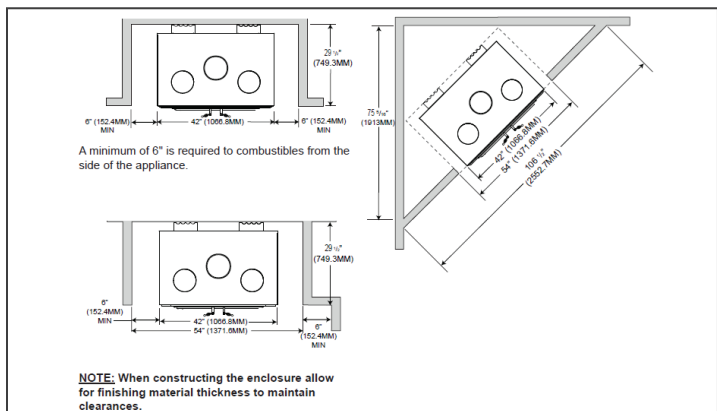 29 1/2"
(749.3MM)
6" (152.4MM)
MIN
42" (1066.8MM)
6" (152.4MM)
MIN
A minimum of 6" is required to combustibles from the
side of the appliance.
75 5/16"
(1913MM)
42" (1066.8MM)
54" (1371.6MM)
106 1/2"
(2552.7MM)
29 1/2"
(749.3MM)
6"
(152.4MM)
MIN
42" (1066.8MM)
54" (1371.6MM)
6"
(152.4MM)
MIN
NOTE: When constructing the enclosure allow
for finishing material thickness to maintain
clearances.